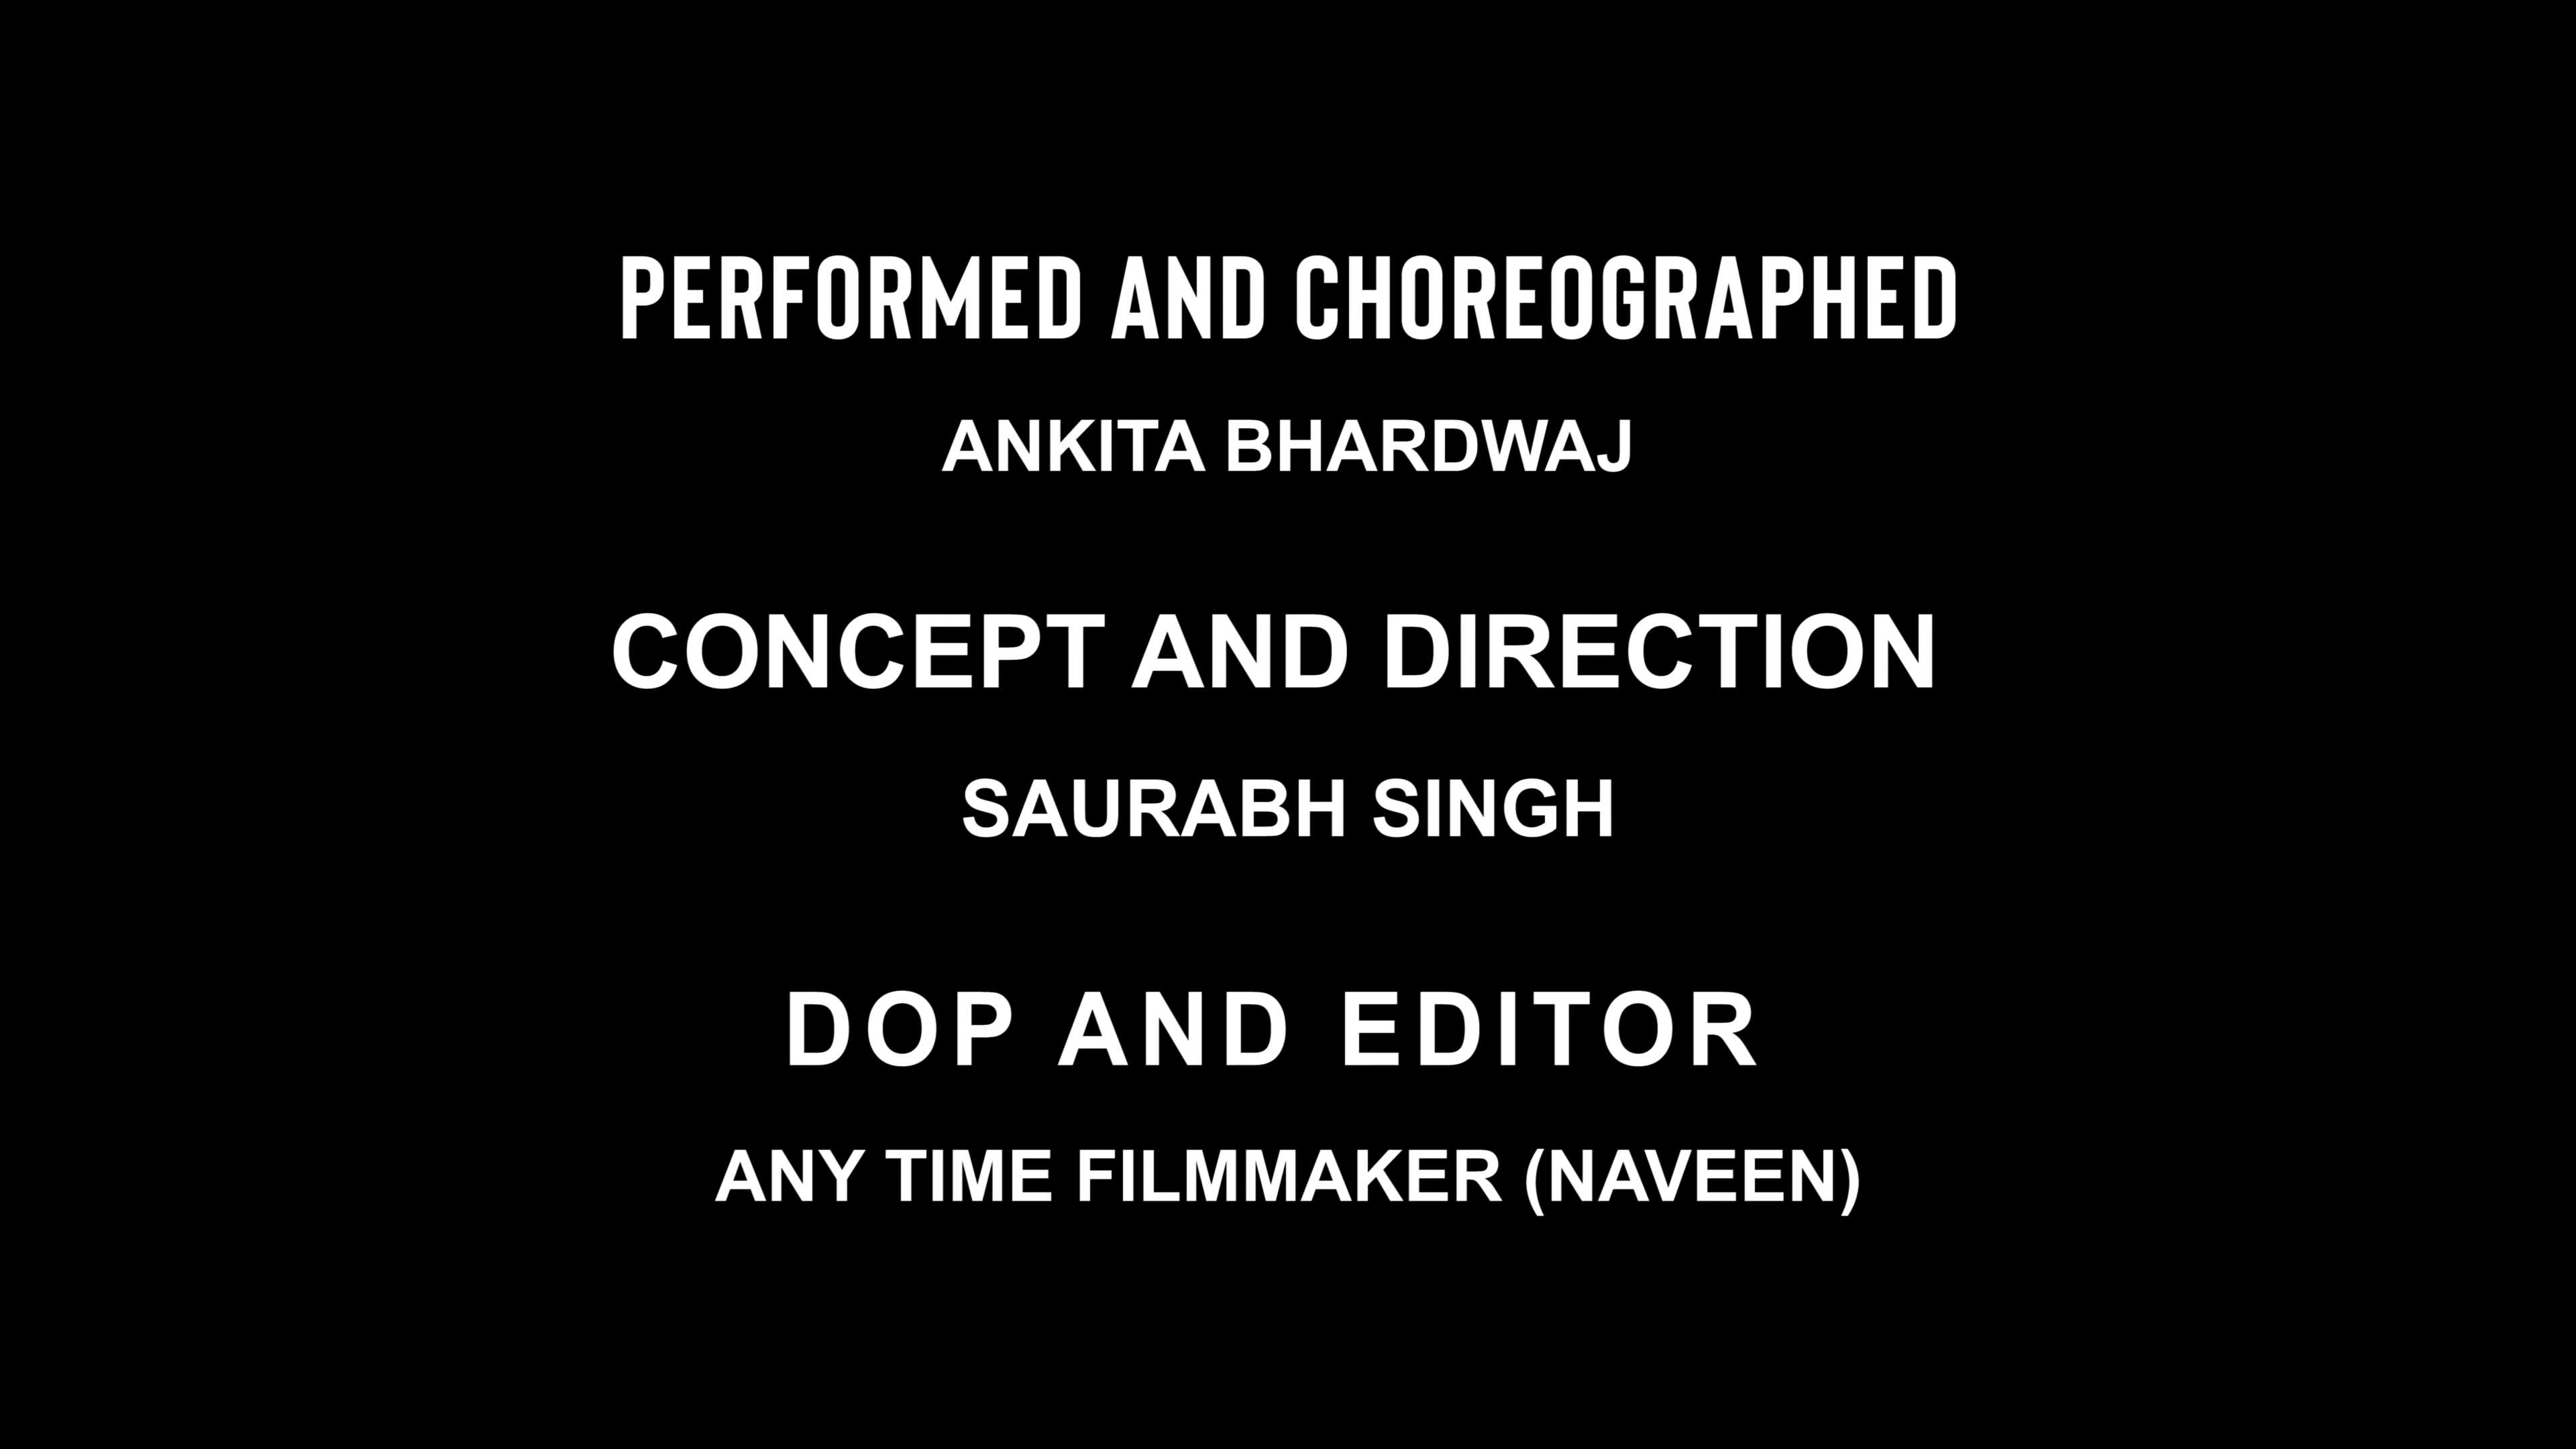 PERFORMED AND CHOREOGRAPHED
ANKITA BHARDWAJ
CONCEPT AND DIRECTION
SAURABH SINGH
DOP AND EDITOR
ANY TIME FILMMAKER (NAVEEN)